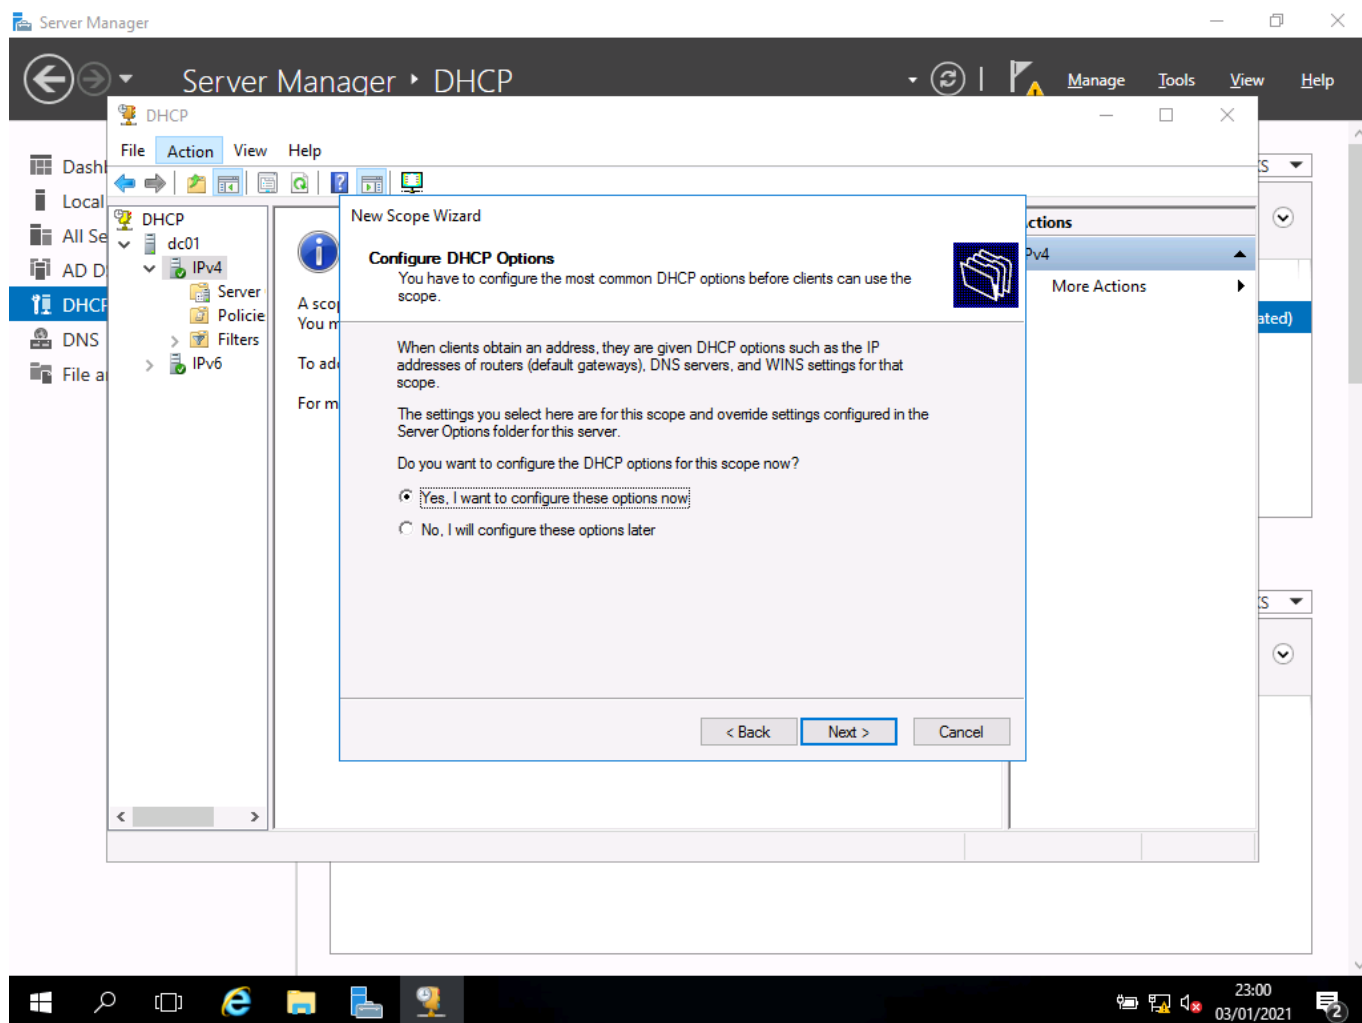 Server Manager
Server Manager • DHCP
Manage Tools View Help
DHCP
File Action View Help
Dash
Local
All Se
AD D
DHCP
DNS
File a
DHCP
dc01
IPv4
Server
Policie
Filters
IPv6
A scop
You m
To add
For m
New Scope Wizard
Configure DHCP Options
You have to configure the most common DHCP options before clients can use the
scope.
When clients obtain an address, they are given DHCP options such as the IP
addresses of routers (default gateways), DNS servers, and WINS settings for that
scope.
The settings you select here are for this scope and override settings configured in the
Server Options folder for this server.
Do you want to configure the DHCP options for this scope now?
Yes, I want to configure these options now
No, I will configure these options later
< Back Next > Cancel
ctions
Pv4
More Actions
ated)
23:00
03/01/2021
2